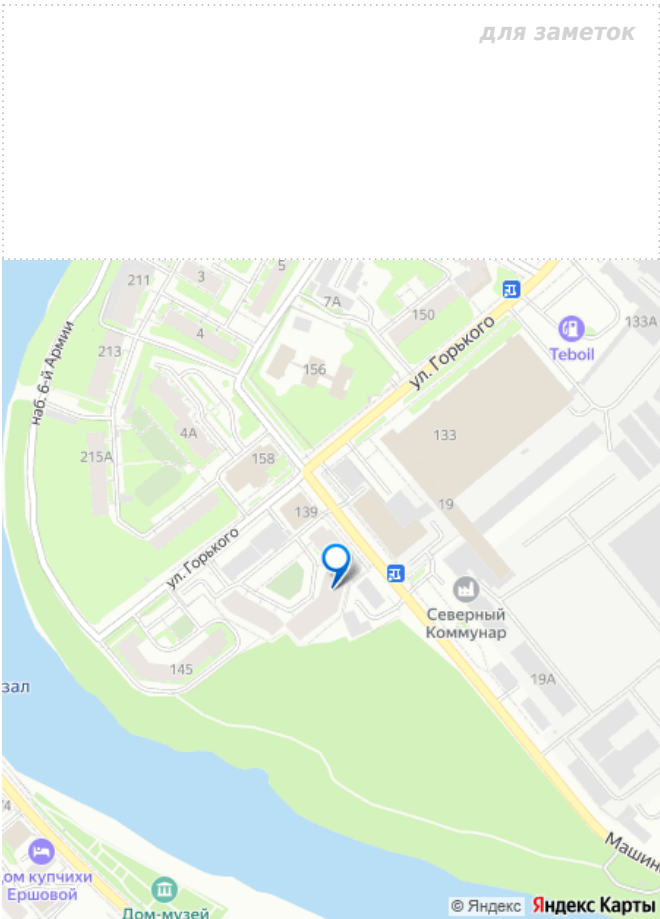 для заметок
211
3
5
7А
150
133А
Teboil
ул. Горького
213
4
156
наб. 6-й Армии
133
4А
158
215А
19
139
ул. Горького
Северный
Коммунар
145
19А
зал
74
Машин
ом купчихи
Ершовой
Дом-музей
© Яндекс
Яндекс Карты